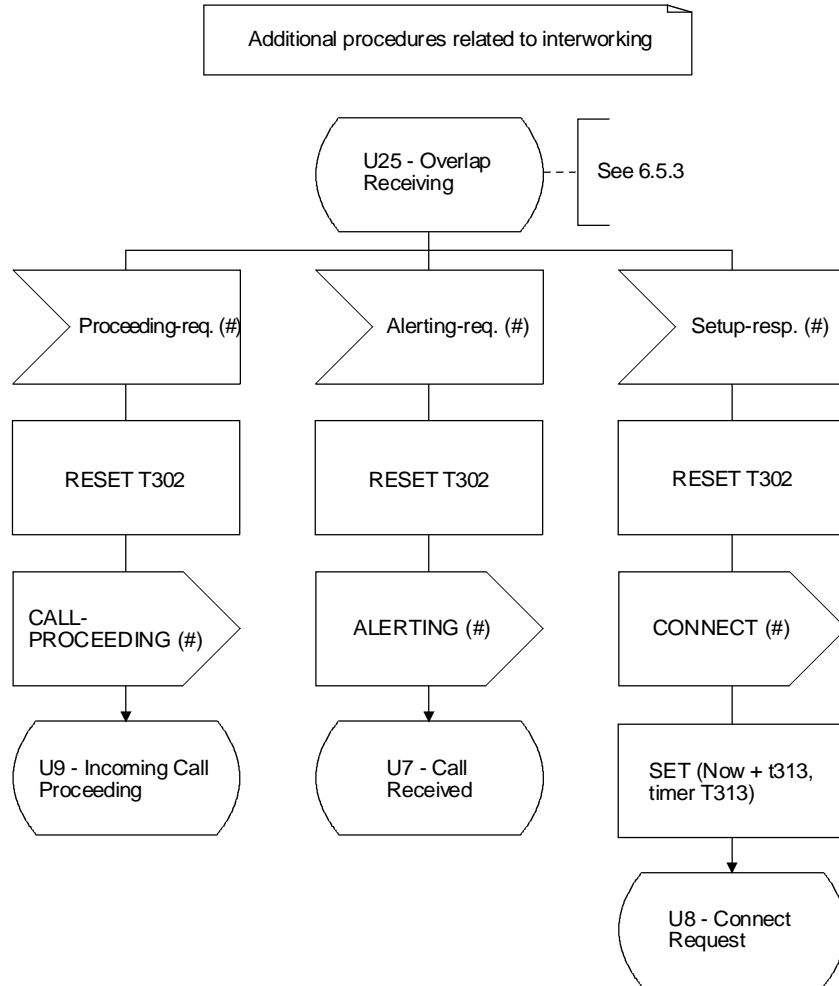 Additional procedures related to interworking
U25 - Overlap
Receiving
See 6.5.3
Proceeding-req. (#)
Alerting-req. (#)
Setup-resp. (#)
RESET T302
RESET T302
RESET T302
CALL-
PROCEEDING (#)
ALERTING (#)
CONNECT (#)
U9 - Incoming Call
Proceeding
U7 - Call
Received
SET (Now + t313,
timer T313)
U8 - Connect
Request